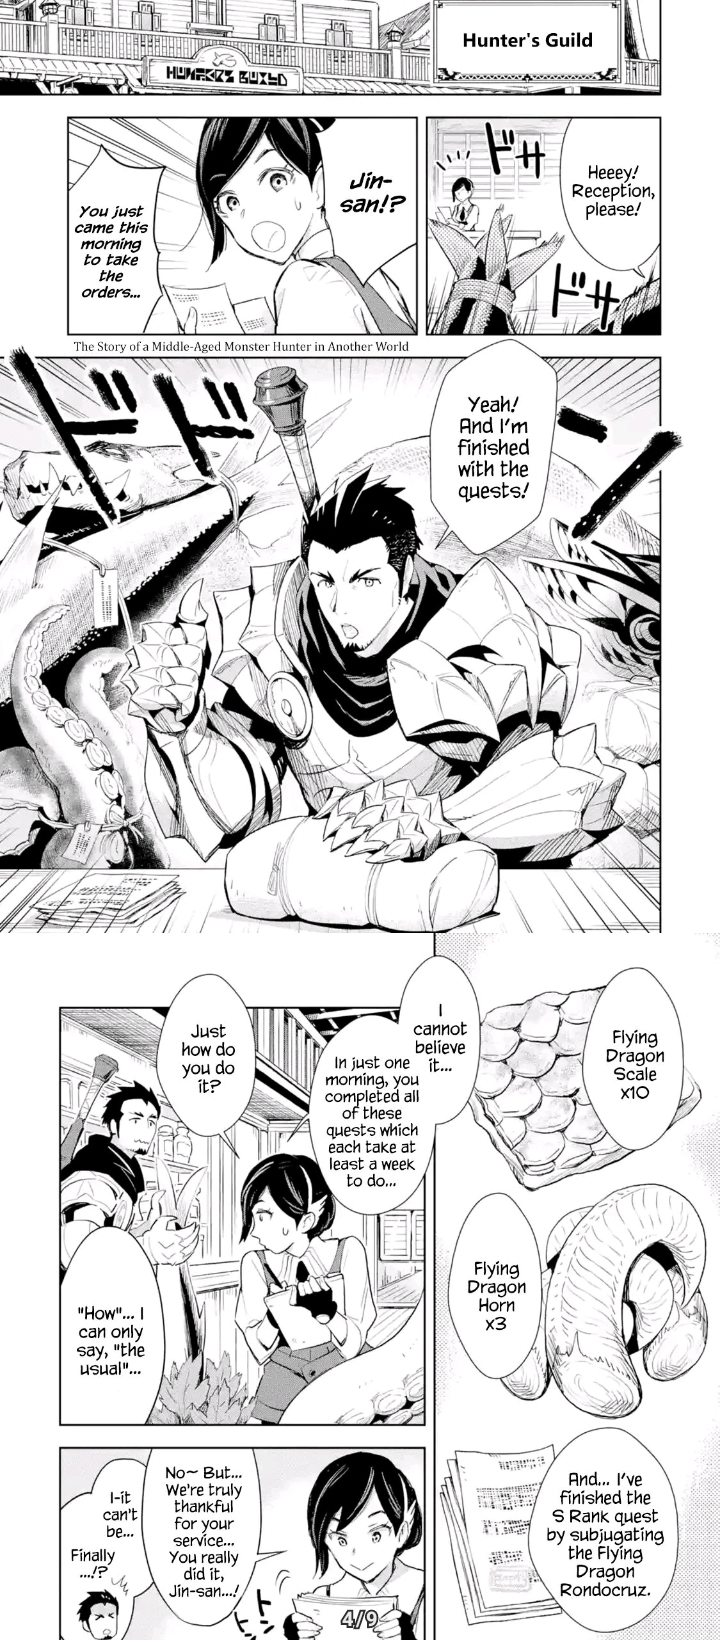 Hunter's Guild
HUNTERS GUILD
Heeey!
Reception,
please!
ドサ
ドサ
Jin-
san!?
You just
came this
morning
to take
the
orders...
The Story of a Middle-Aged Monster Hunter in Another World
Yeah!
And I'm
finished
with the
quests!
ドドーン
Flying
Dragon
Scale
x10
Flying
Dragon
Horn
x3
And... I've
finished the
S Rank quest
by subjugating
the Flying
Dragon
Rondocruz.
I
cannot
believe
it...
In just one
morning, you
completed all
of these
quests which
each take at
least a week
to do...
Just
how do
you do
it?
"How"... I
can only
say, "the
usual"...
No~ But...
We're truly
thankful
for your
service...
You really
did it,
Jin-san...!
I-it
can't
be...
Finally
...!?
4/9